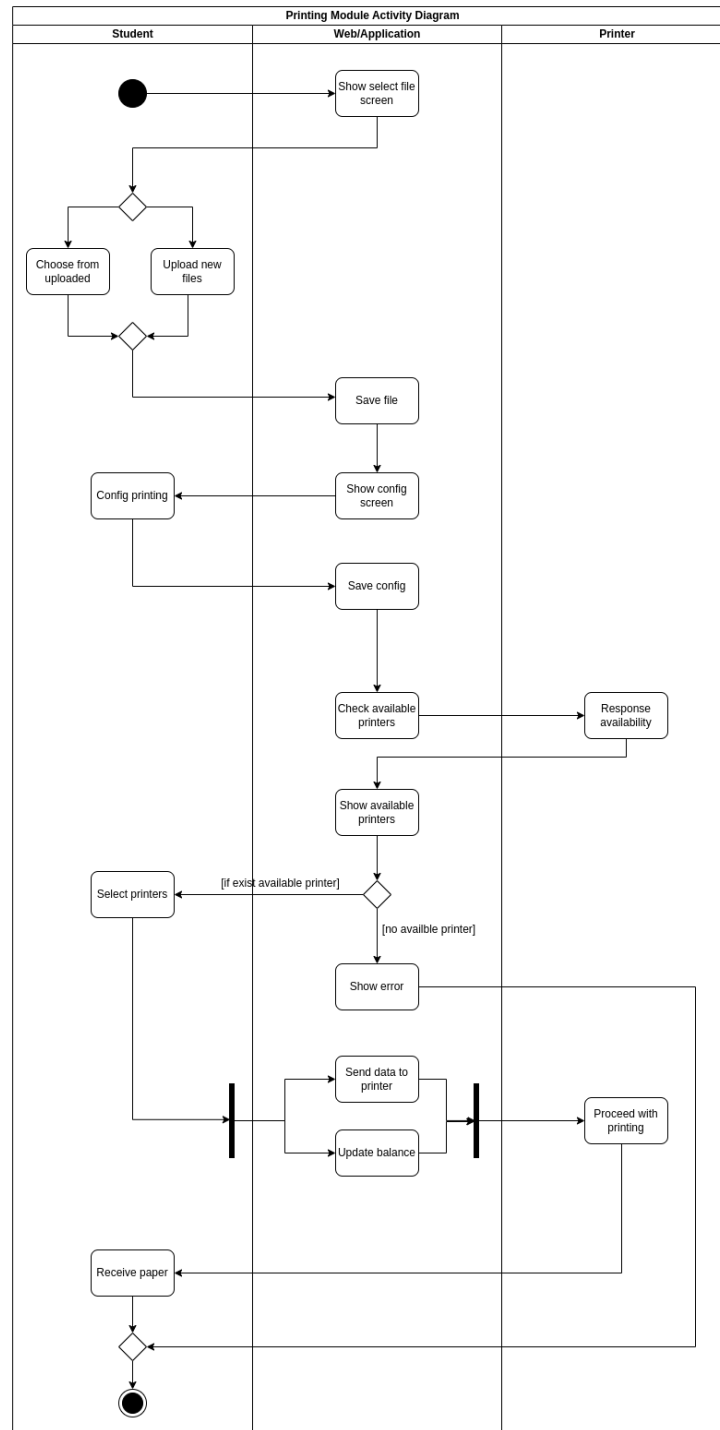 Printing Module Activity Diagram
Student
Web/Application
Printer
Show select file
screen
Choose from
uploaded
Upload new
files
Save file
Config printing
Show config
screen
Save config
Check available
printers
Response
availability
Show available
printers
[if exist available printer]
Select printers
[no availble printer]
Show error
Send data to
printer
Update balance
Proceed with
printing
Receive paper